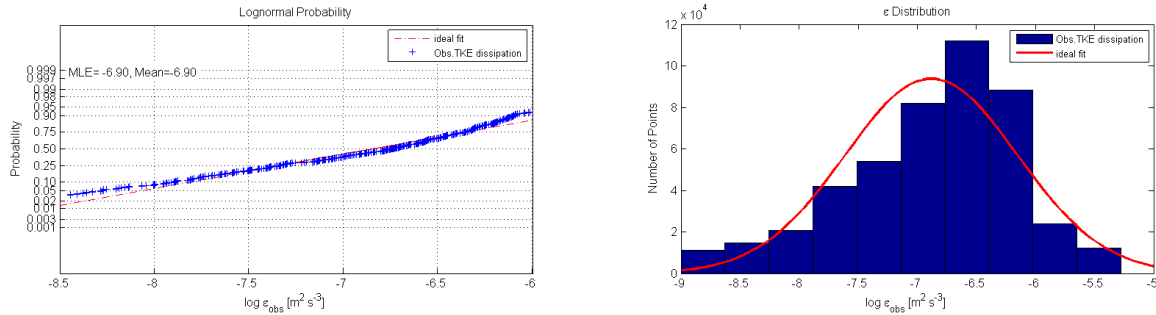 Lognormal Probability
ideal fit
Obs.TKE dissipation
MLE= -6.90, Mean=-6.90
0.999
0.997
0.99
0.98
0.95
0.90
0.75
0.50
0.25
0.10
0.05
0.02
0.01
0.003
0.001
Probability
-8.5 -8 -7.5 -7 -6.5 -6
log ε_obs [m² s⁻³]
ε Distribution
x 10⁴
Obs.TKE dissipation
ideal fit
12
10
8
6
4
2
0
Number of Points
-9 -8.5 -8 -7.5 -7 -6.5 -6 -5.5 -5
log ε_obs [m² s⁻³]